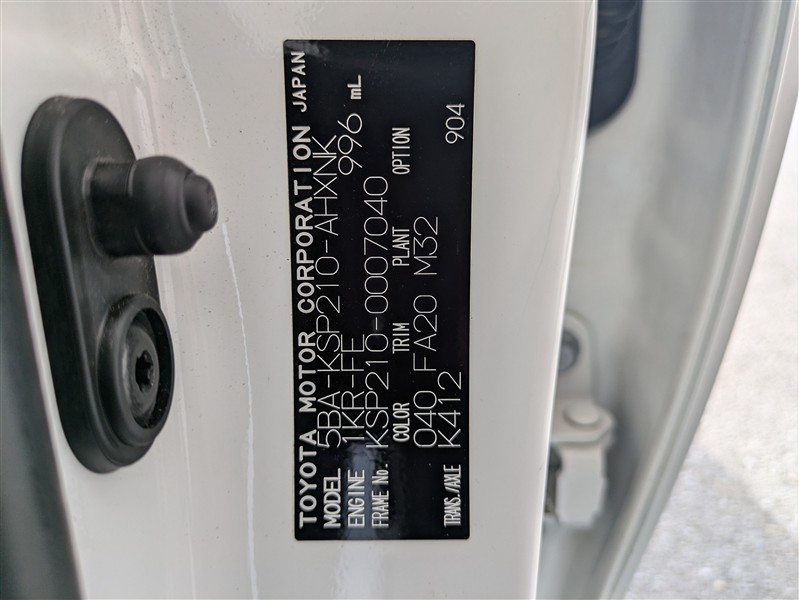 TOYOTA MOTOR CORPORATION JAPAN
MODEL 5BA-KSP210-AHXNK
ENGINE 1KR-FE 996 mL
FRAME No. KSP210-0007040
COLOR TRIM PLANT OPTION
040 FA20 M32
TRANS./AXLE K412 904